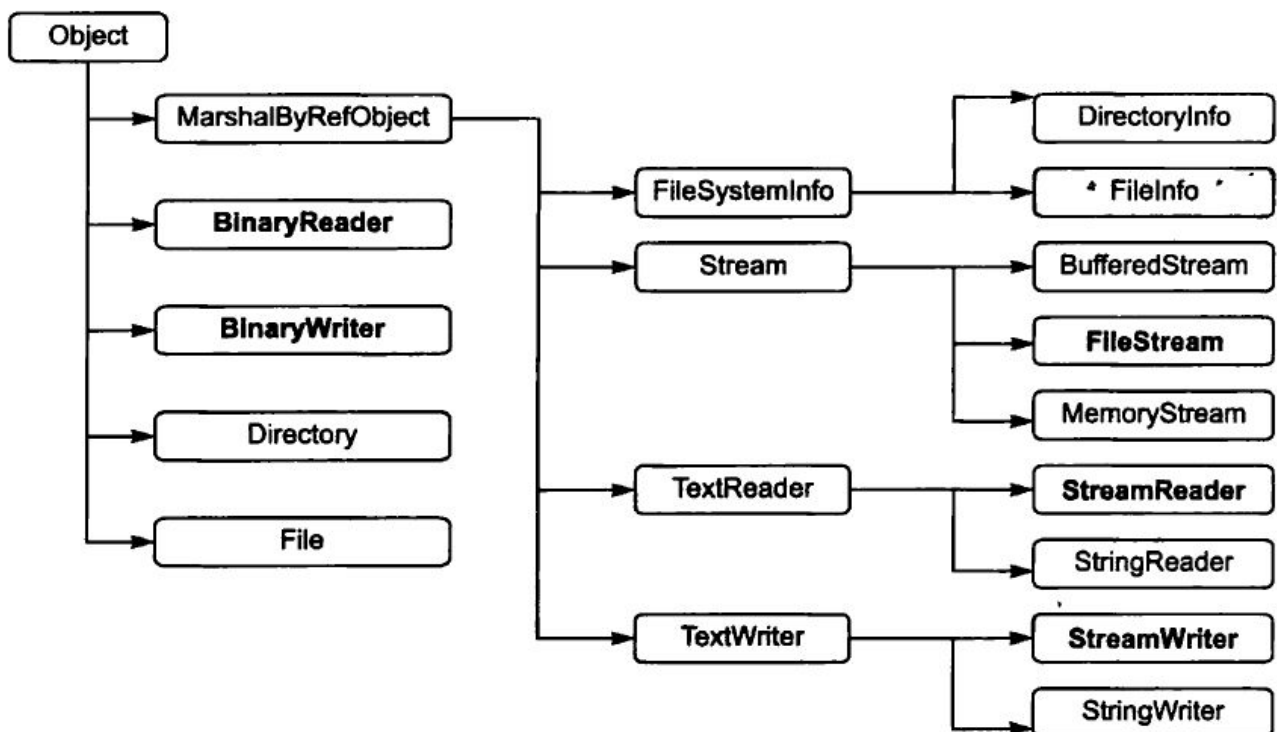 Object
MarshalByRefObject
BinaryReader
BinaryWriter
Directory
File
FileSystemInfo
Stream
TextReader
TextWriter
DirectoryInfo
FileInfo
BufferedStream
FileStream
MemoryStream
StreamReader
StringReader
StreamWriter
StringWriter